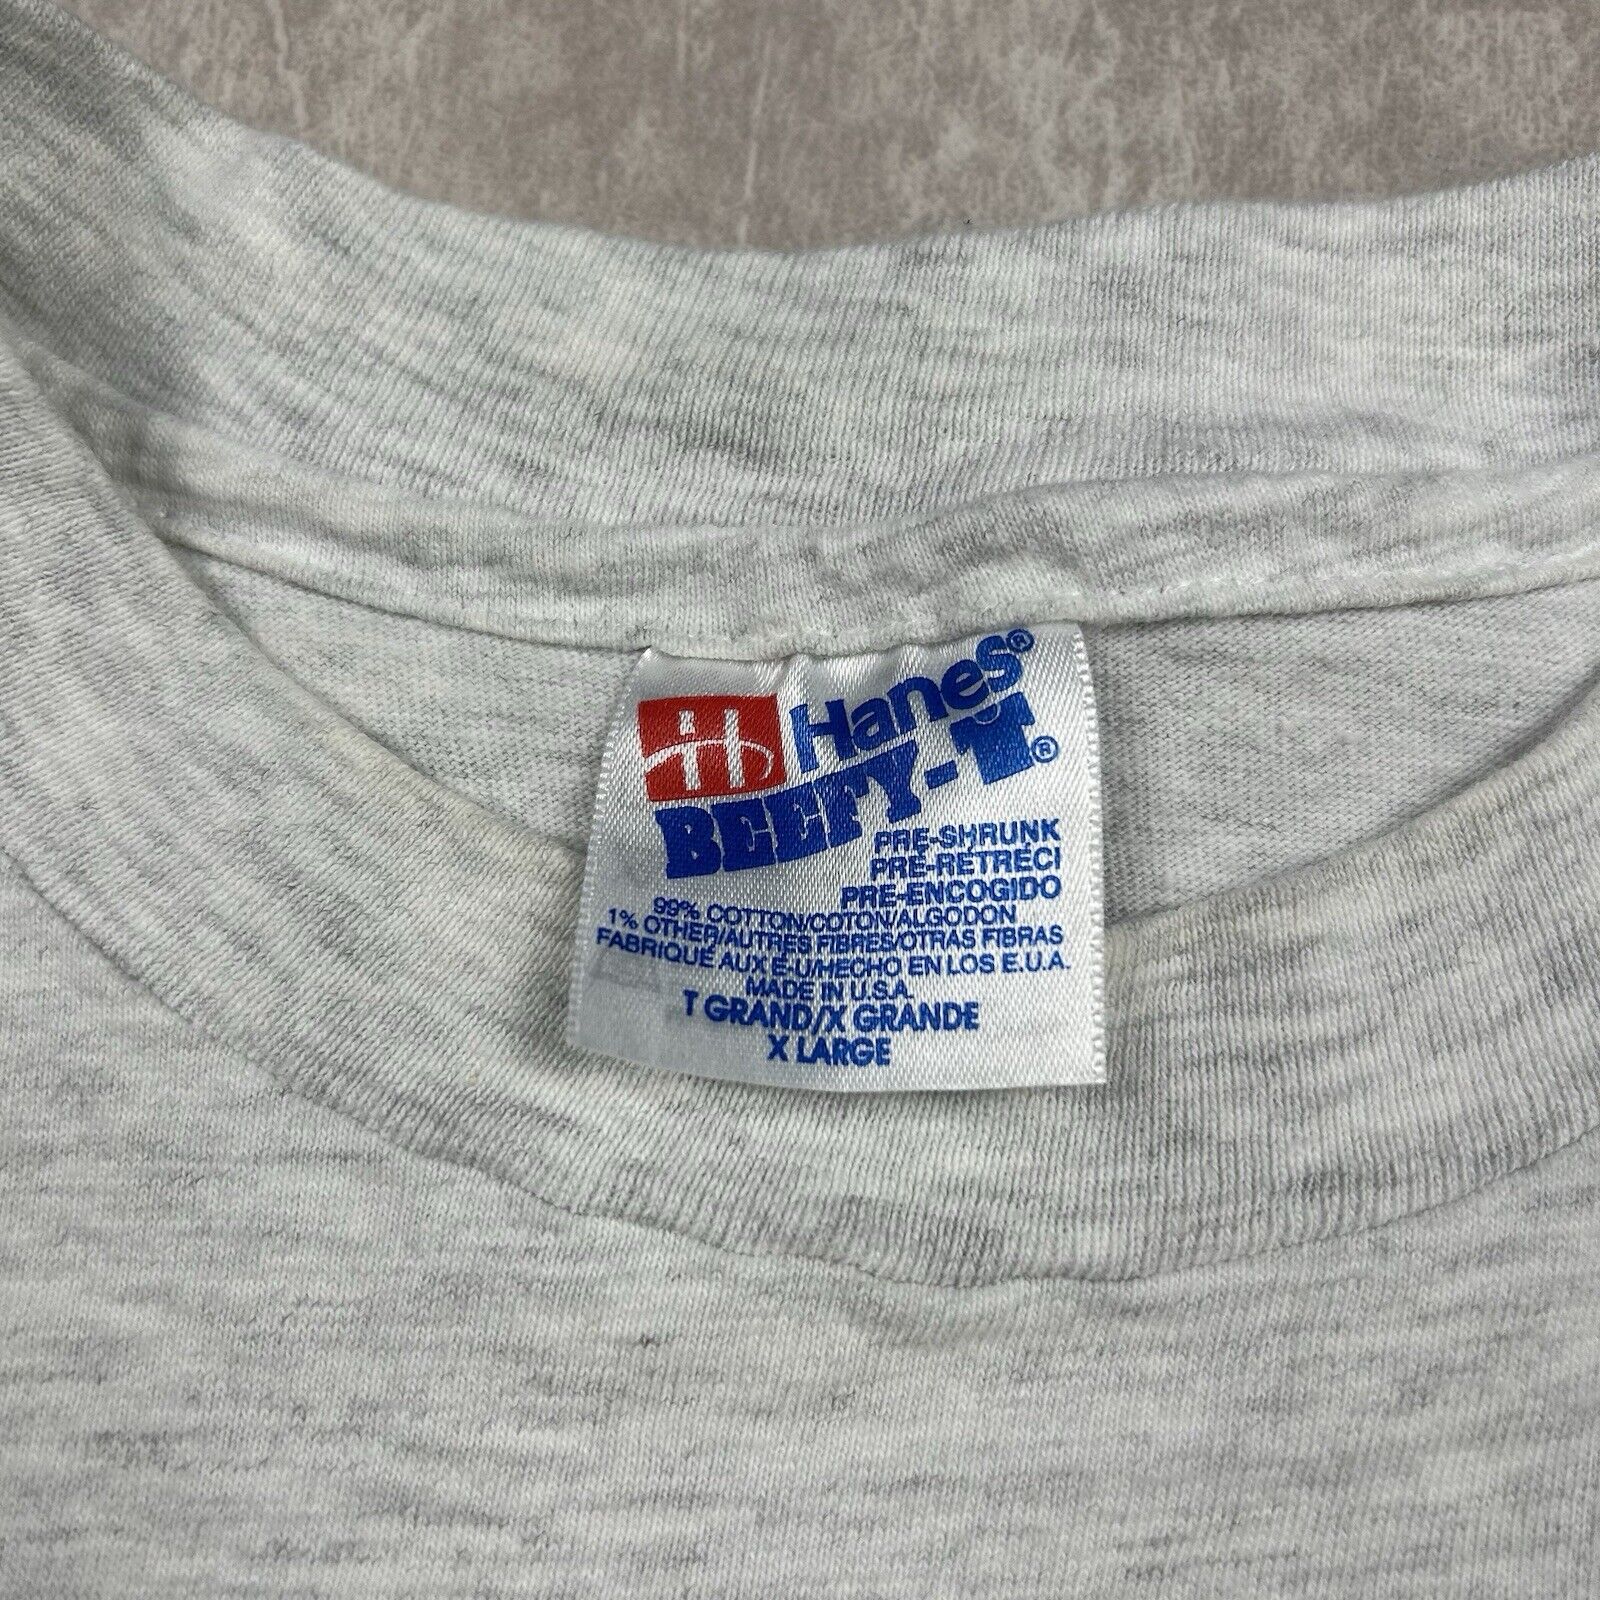 Hanes®
BEEFY-T®
PRE-SHRUNK
PRÉ-RÉTRÉCI
PRE-ENCOGIDO
99% COTTON/COTON/ALGODON
1% OTHER/AUTRES FIBRES/OTRAS FIBRAS
FABRIQUÉ AUX É-U/HECHO EN LOS E.U.A.
MADE IN U.S.A.
T GRAND/X GRANDE
X LARGE